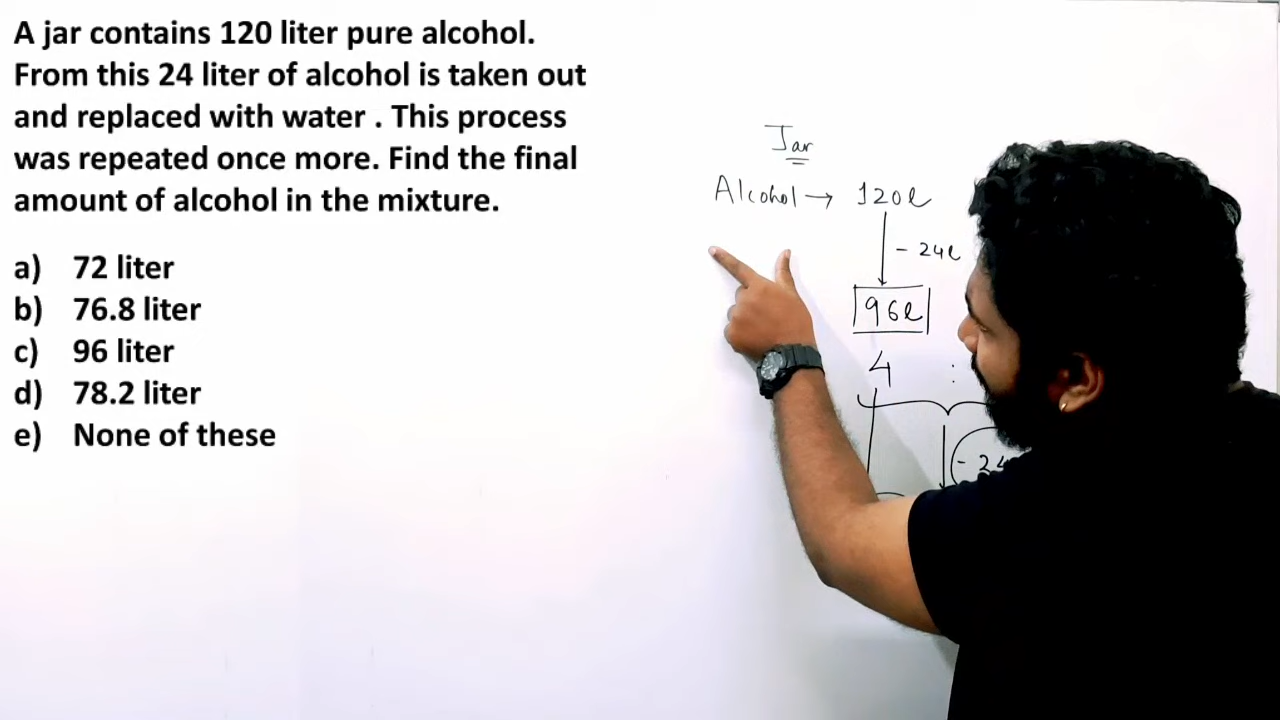 A jar contains 120 liter pure alcohol.
From this 24 liter of alcohol is taken out
and replaced with water . This process
was repeated once more. Find the final
amount of alcohol in the mixture.
a) 72 liter
b) 76.8 liter
c) 96 liter
d) 78.2 liter
e) None of these
Jar
Alcohol → 120l
- 24l
96l
4 :
- 24